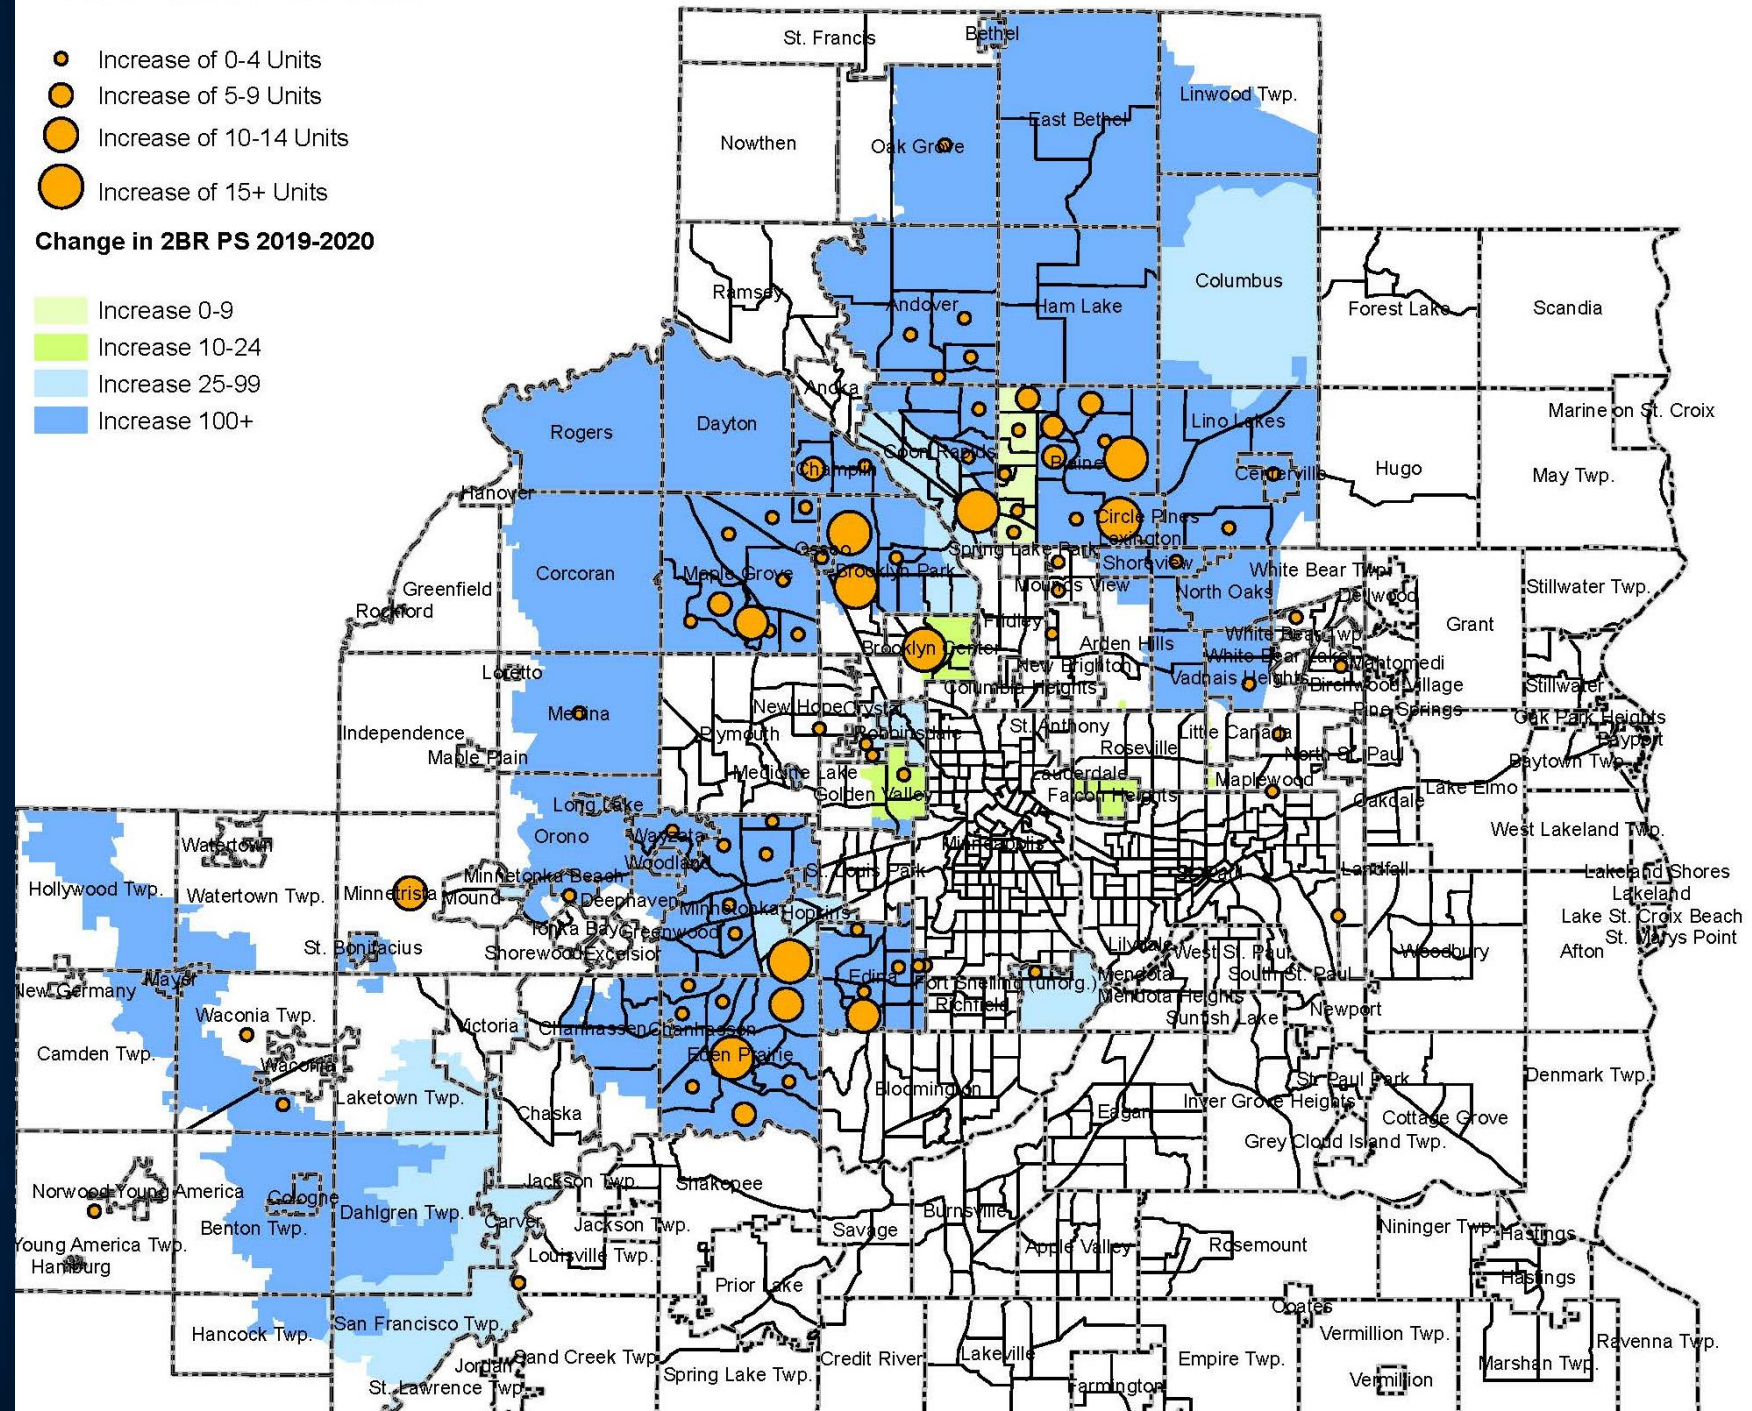 Increase of 0-4 Units
Increase of 5-9 Units
Increase of 10-14 Units
Increase of 15+ Units
Change in 2BR PS 2019-2020
Increase 0-9
Increase 10-24
Increase 25-99
Increase 100+
St. Francis
Bethel
Linwood Twp.
East Bethel
Nowthen
Oak Grove
Columbus
Ramsey
Andover
Ham Lake
Forest Lake
Scandia
Anoka
Marine on St. Croix
Rogers
Dayton
Lino Lakes
Coon Rapids
Blaine
Champlin
Centerville
Hugo
May Twp.
Hanover
Circle Pines
Lexington
Osseo
Spring Lake Park
Shoreview
White Bear Twp.
Corcoran
Maple Grove
Brooklyn Park
Mounds View
North Oaks
Dellwood
Stillwater Twp.
Greenfield
Rockford
Fridley
Grant
White Bear Twp.
Brooklyn Center
Arden Hills
White Bear Lake
Mahtomedi
Loretto
New Brighton
Vadnais Heights
Birchwood Village
Stillwater
Columbia Heights
Medina
New Hope
Crystal
Pine Springs
Oak Park Heights
Independence
Plymouth
Robbinsdale
St. Anthony
Roseville
Little Canada
Bayport
Maple Plain
North St. Paul
Baytown Twp.
Medicine Lake
Lauderdale
Maplewood
Golden Valley
Falcon Heights
Lake Elmo
Long Lake
Oakdale
Orono
Wayzata
Minneapolis
West Lakeland Twp.
Watertown
Woodland
St. Louis Park
St. Paul
Landfall
Lakeland Shores
Hollywood Twp.
Watertown Twp.
Minnetrista
Minnetonka Beach
Mound
Deephaven
Minnetonka
Hopkins
Lakeland
Lake St. Croix Beach
St. Marys Point
Tonka Bay
Greenwood
St. Bonifacius
Shorewood
Excelsior
Lilydale
West St. Paul
Woodbury
Afton
Edina
Mendota
South St. Paul
New Germany
Mayer
Fort Snelling (unorg.)
Richfield
Mendota Heights
Waconia Twp.
Victoria
Chanhassen
Chanhassen
Sunfish Lake
Newport
Camden Twp.
Waconia
Eden Prairie
Laketown Twp.
Bloomington
St. Paul Park
Denmark Twp.
Chaska
Eagan
Inver Grove Heights
Cottage Grove
Grey Cloud Island Twp.
Norwood Young America
Cologne
Jackson Twp.
Shakopee
Benton Twp.
Dahlgren Twp.
Carver
Jackson Twp.
Savage
Burnsville
Nininger Twp.
Hastings
Young America Twp.
Hamburg
Louisville Twp.
Apple Valley
Rosemount
Hastings
Prior Lake
Coates
Hancock Twp.
San Francisco Twp.
Vermillion Twp.
Ravenna Twp.
Jordan
Sand Creek Twp.
Credit River
Lakeville
Empire Twp.
Marshan Twp.
St. Lawrence Twp.
Spring Lake Twp.
Farmington
Vermillion